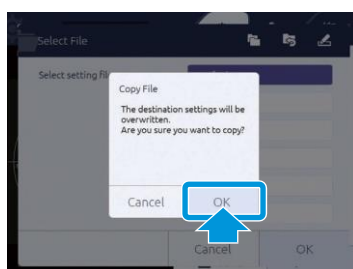 Select File
Select setting fil
Copy File
The destination settings will be
overwritten.
Are you sure you want to copy?
Cancel
OK
Cancel
OK